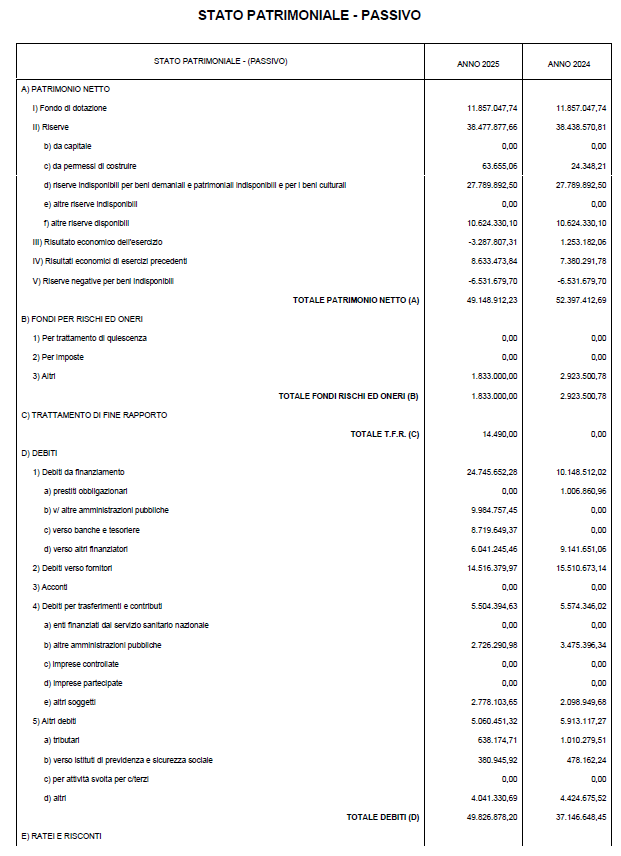 STATO PATRIMONIALE - PASSIVO
STATO PATRIMONIALE - (PASSIVO) ANNO 2025 ANNO 2024
A) PATRIMONIO NETTO
I) Fondo di dotazione 11.857.047,74 11.857.047,74
II) Riserve 38.477.877,66 38.438.570,81
b) da capitale 0,00 0,00
c) da permessi di costruire 63.655,06 24.348,21
d) riserve indisponibili per beni demaniali e patrimoniali indisponibili e per i beni culturali 27.789.892,50 27.789.892,50
e) altre riserve indisponibili 0,00 0,00
f) altre riserve disponibili 10.624.330,10 10.624.330,10
III) Risultato economico dell'esercizio -3.287.807,31 1.253.182,06
IV) Risultati economici di esercizi precedenti 8.633.473,84 7.380.291,78
V) Riserve negative per beni indisponibili -6.531.679,70 -6.531.679,70
TOTALE PATRIMONIO NETTO (A) 49.148.912,23 52.397.412,69
B) FONDI PER RISCHI ED ONERI
1) Per trattamento di quiescenza 0,00 0,00
2) Per imposte 0,00 0,00
3) Altri 1.833.000,00 2.923.500,78
TOTALE FONDI RISCHI ED ONERI (B) 1.833.000,00 2.923.500,78
C) TRATTAMENTO DI FINE RAPPORTO
TOTALE T.F.R. (C) 14.490,00 0,00
D) DEBITI
1) Debiti da finanziamento 24.745.652,28 10.148.512,02
a) prestiti obbligazionari 0,00 1.006.860,96
b) v/ altre amministrazioni pubbliche 9.984.757,45 0,00
c) verso banche e tesoriere 8.719.649,37 0,00
d) verso altri finanziatori 6.041.245,46 9.141.651,06
2) Debiti verso fornitori 14.516.379,97 15.510.673,14
3) Acconti 0,00 0,00
4) Debiti per trasferimenti e contributi 5.504.394,63 5.574.346,02
a) enti finanziati dal servizio sanitario nazionale 0,00 0,00
b) altre amministrazioni pubbliche 2.726.290,98 3.475.396,34
c) imprese controllate 0,00 0,00
d) imprese partecipate 0,00 0,00
e) altri soggetti 2.778.103,65 2.098.949,68
5) Altri debiti 5.060.451,32 5.913.117,27
a) tributari 638.174,71 1.010.279,51
b) verso istituti di previdenza e sicurezza sociale 380.945,92 478.162,24
c) per attività svolta per c/terzi 0,00 0,00
d) altri 4.041.330,69 4.424.675,52
TOTALE DEBITI (D) 49.826.878,20 37.146.648,45
E) RATEI E RISCONTI